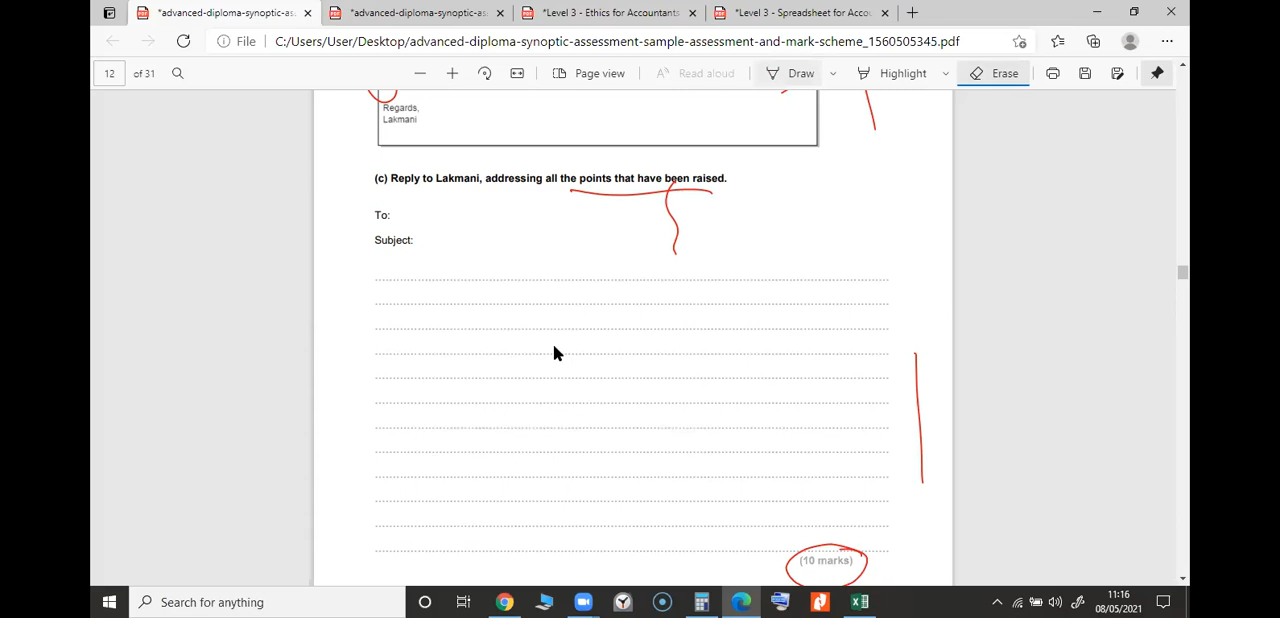 *advanced-diploma-synoptic-as
*advanced-diploma-synoptic-as
*Level 3 - Ethics for Accountants
*Level 3 - Spreadsheet for Accou
File
C:/Users/User/Desktop/advanced-diploma-synoptic-assessment-sample-assessment-and-mark-scheme_1560505345.pdf
12 of 31
Page view
Read aloud
Draw
Highlight
Erase
Regards,
Lakmani
(c) Reply to Lakmani, addressing all the points that have been raised.
To:
Subject:
(10 marks)
Search for anything
11:16
08/05/2021